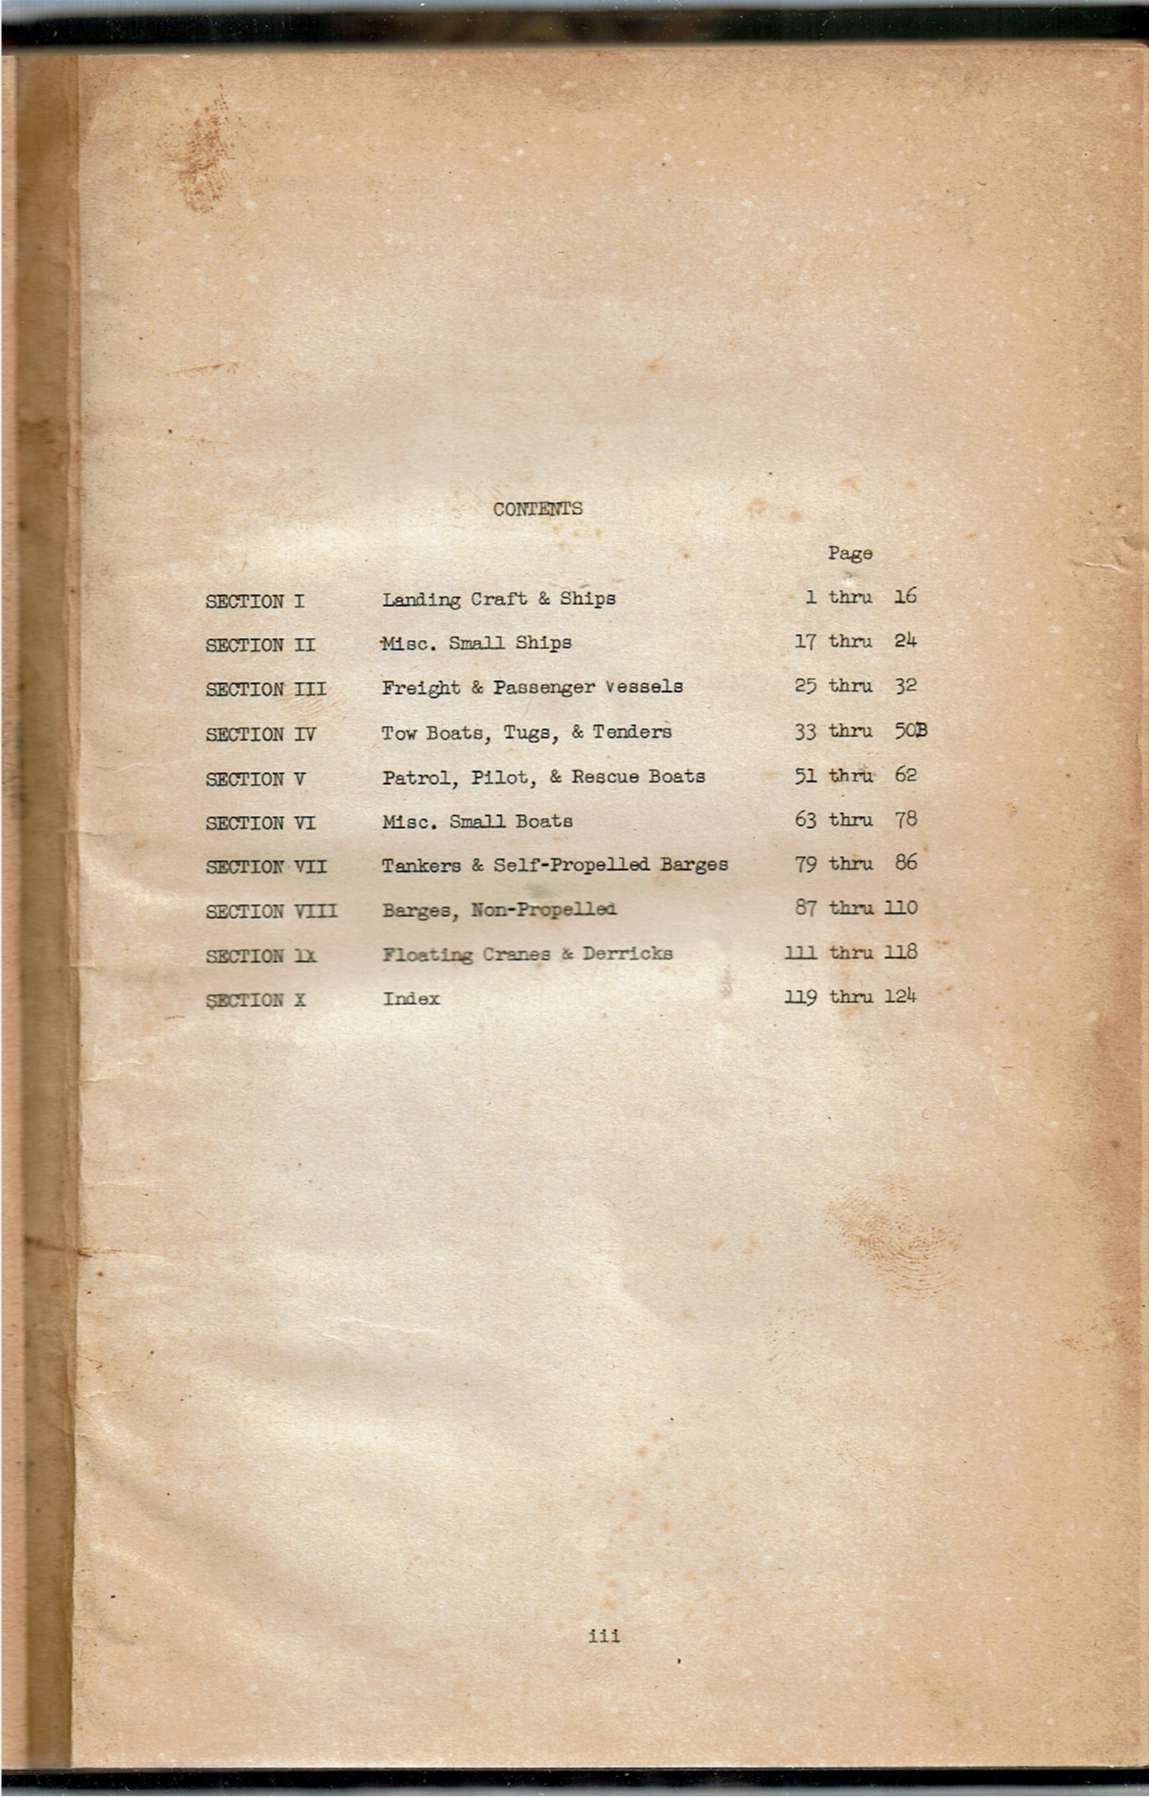 CONTENTS
Page
SECTION I Landing Craft & Ships 1 thru 16
SECTION II Misc. Small Ships 17 thru 24
SECTION III Freight & Passenger Vessels 25 thru 32
SECTION IV Tow Boats, Tugs, & Tenders 33 thru 50B
SECTION V Patrol, Pilot, & Rescue Boats 51 thru 62
SECTION VI Misc. Small Boats 63 thru 78
SECTION VII Tankers & Self-Propelled Barges 79 thru 86
SECTION VIII Barges, Non-Propelled 87 thru 110
SECTION IX Floating Cranes & Derricks 111 thru 118
SECTION X Index 119 thru 124
iii